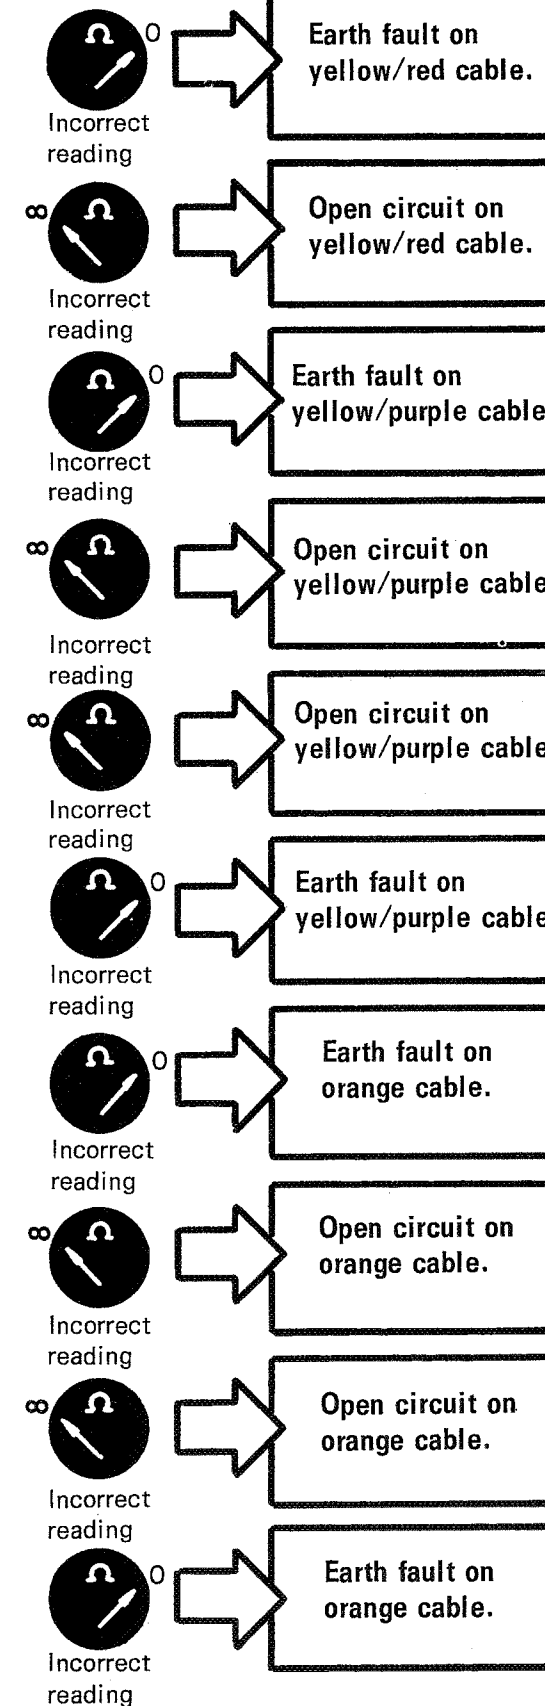 Ω 0
Earth fault on
yellow/red cable.
Incorrect
reading
∞ Ω
Open circuit on
yellow/red cable.
Incorrect
reading
Ω 0
Earth fault on
yellow/purple cable
Incorrect
reading
∞ Ω
Open circuit on
yellow/purple cable
Incorrect
reading
∞ Ω
Open circuit on
yellow/purple cable
Incorrect
reading
Ω 0
Earth fault on
yellow/purple cable
Incorrect
reading
Ω 0
Earth fault on
orange cable.
Incorrect
reading
∞ Ω
Open circuit on
orange cable.
Incorrect
reading
∞ Ω
Open circuit on
orange cable.
Incorrect
reading
Ω 0
Earth fault on
orange cable.
Incorrect
reading